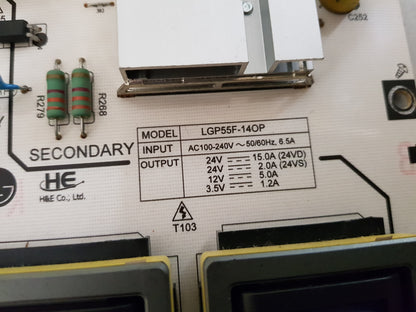 C252
R279
R268
MODEL LGP55F-14OP
INPUT AC100-240V ~ 50/60Hz, 6.5A
OUTPUT 24V 15.0A (24VD)
24V 2.0A (24VS)
12V 5.0A
3.5V 1.2A
SECONDARY
HE
H&E Co., Ltd.
T103